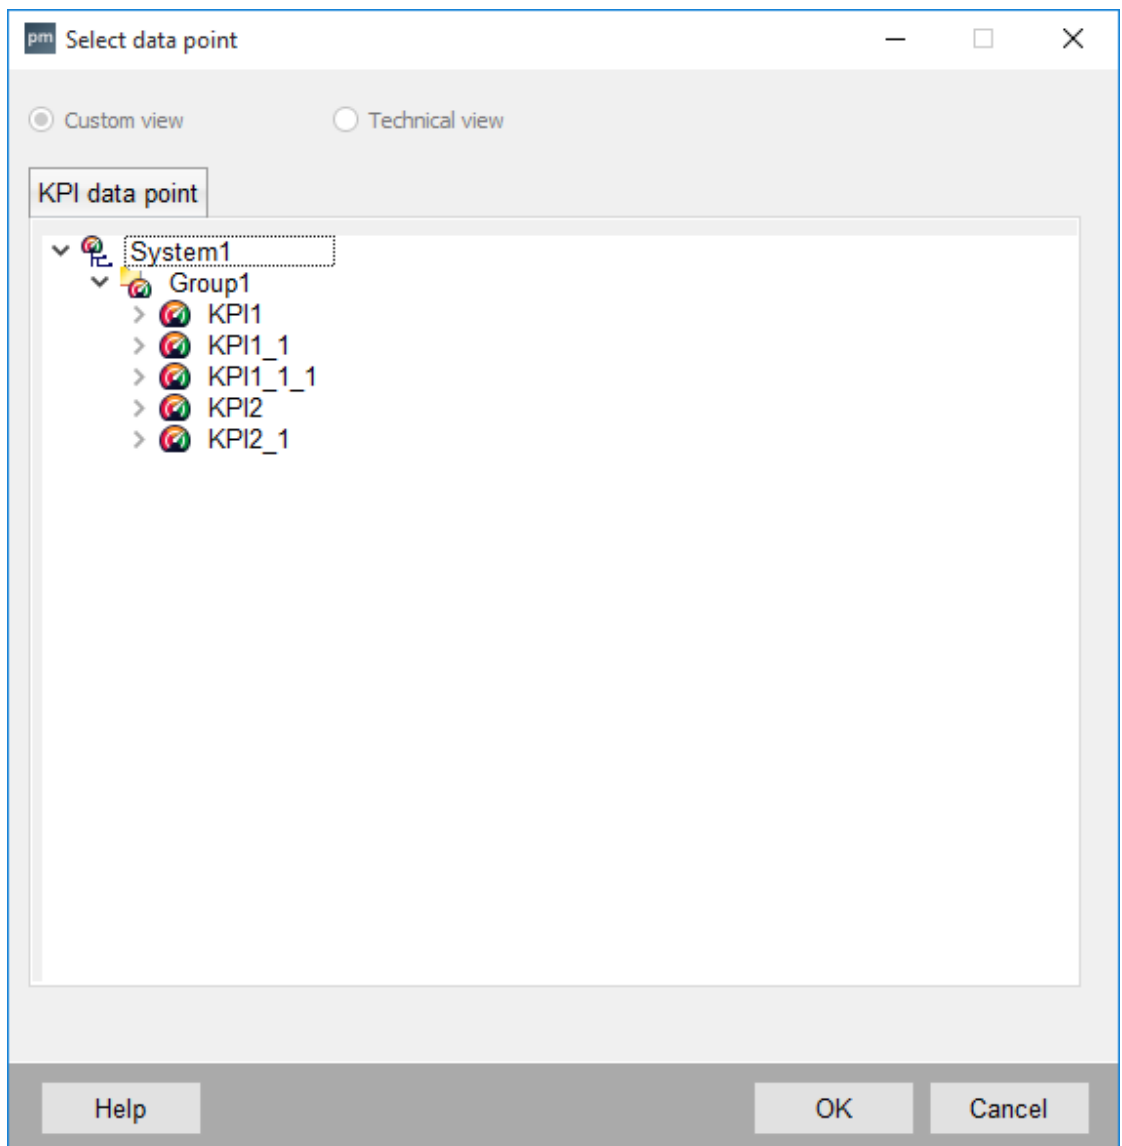 pm Select data point
Custom view Technical view
KPI data point
System1
Group1
KPI1
KPI1_1
KPI1_1_1
KPI2
KPI2_1
Help OK Cancel